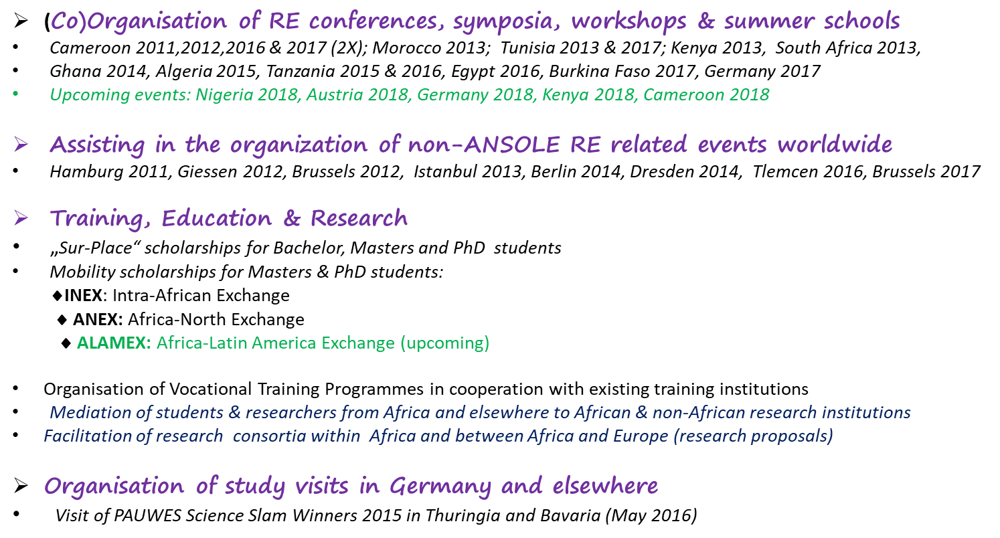 ➢ (Co)Organisation of RE conferences, symposia, workshops & summer schools
• Cameroon 2011,2012,2016 & 2017 (2X); Morocco 2013; Tunisia 2013 & 2017; Kenya 2013, South Africa 2013,
• Ghana 2014, Algeria 2015, Tanzania 2015 & 2016, Egypt 2016, Burkina Faso 2017, Germany 2017
• Upcoming events: Nigeria 2018, Austria 2018, Germany 2018, Kenya 2018, Cameroon 2018
➢ Assisting in the organization of non-ANSOLE RE related events worldwide
• Hamburg 2011, Giessen 2012, Brussels 2012, Istanbul 2013, Berlin 2014, Dresden 2014, Tlemcen 2016, Brussels 2017
➢ Training, Education & Research
• „Sur-Place“ scholarships for Bachelor, Masters and PhD students
• Mobility scholarships for Masters & PhD students:
♦INEX: Intra-African Exchange
♦ ANEX: Africa-North Exchange
♦ ALAMEX: Africa-Latin America Exchange (upcoming)
• Organisation of Vocational Training Programmes in cooperation with existing training institutions
• Mediation of students & researchers from Africa and elsewhere to African & non-African research institutions
• Facilitation of research consortia within Africa and between Africa and Europe (research proposals)
➢ Organisation of study visits in Germany and elsewhere
• Visit of PAUWES Science Slam Winners 2015 in Thuringia and Bavaria (May 2016)